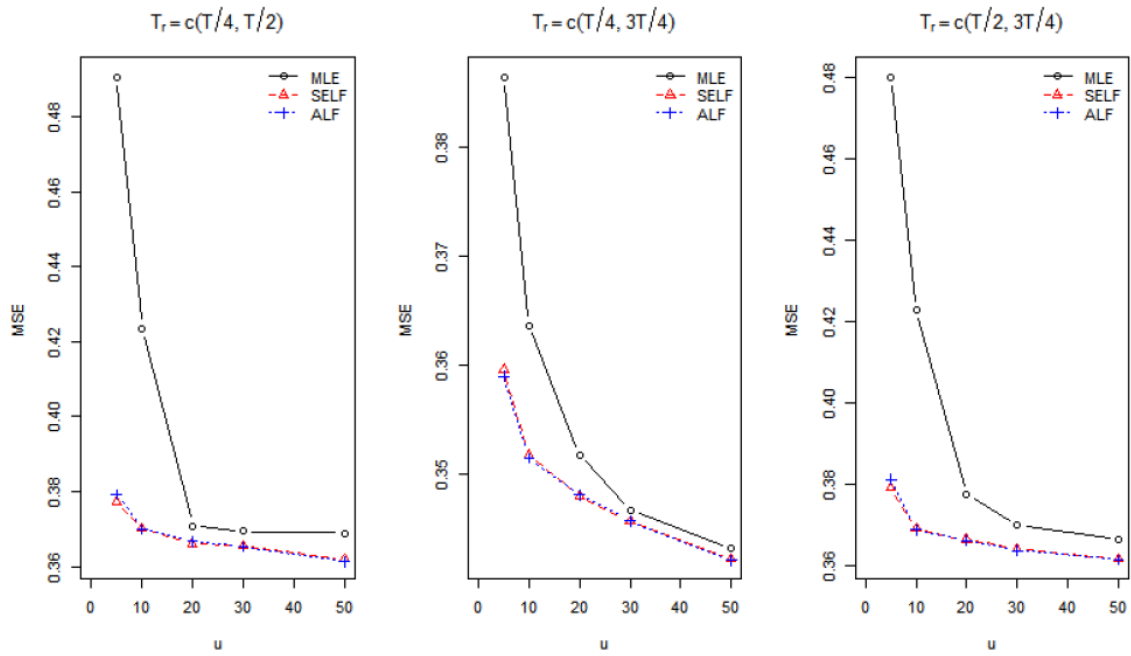 T_r = c(T/4, T/2)
MLE
SELF
ALF
0.48
0.46
0.44
0.42
0.40
0.38
0.36
MSE
0 10 20 30 40 50
u
T_r = c(T/4, 3T/4)
MLE
SELF
ALF
0.38
0.37
0.36
0.35
MSE
0 10 20 30 40 50
u
T_r = c(T/2, 3T/4)
MLE
SELF
ALF
0.48
0.46
0.44
0.42
0.40
0.38
0.36
MSE
0 10 20 30 40 50
u